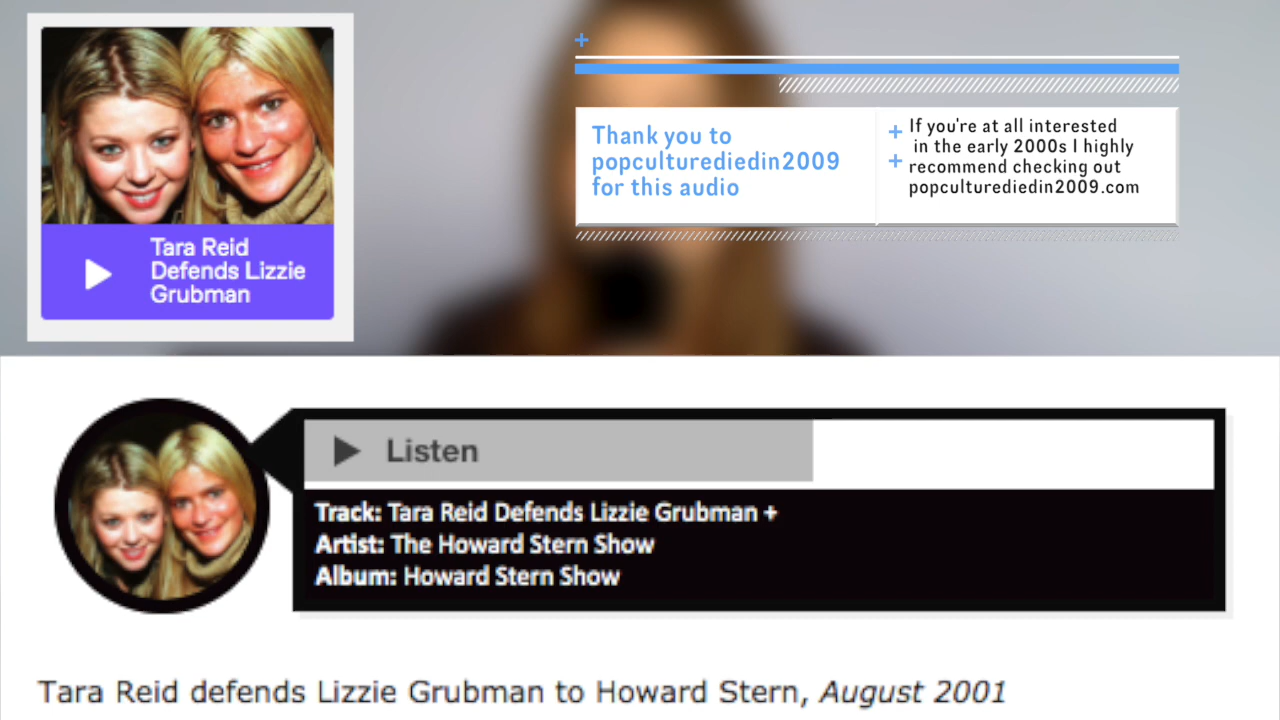 Tara Reid
Defends Lizzie
Grubman
Thank you to
popculturediedin2009
for this audio
If you're at all interested
in the early 2000s I highly
recommend checking out
popculturediedin2009.com
Listen
Track: Tara Reid Defends Lizzie Grubman +
Artist: The Howard Stern Show
Album: Howard Stern Show
Tara Reid defends Lizzie Grubman to Howard Stern, August 2001